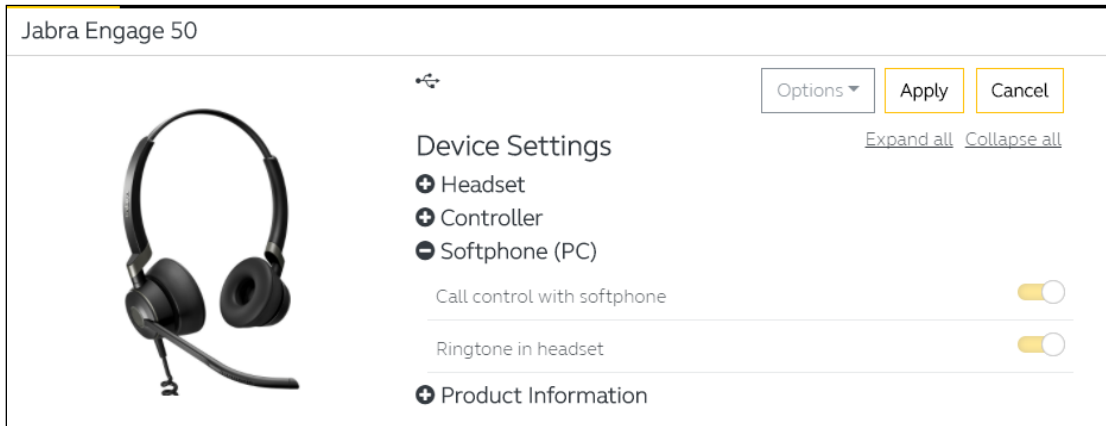 Jabra Engage 50
Options
Apply
Cancel
Expand all
Collapse all
Device Settings
Headset
Controller
Softphone (PC)
Call control with softphone
Ringtone in headset
Product Information